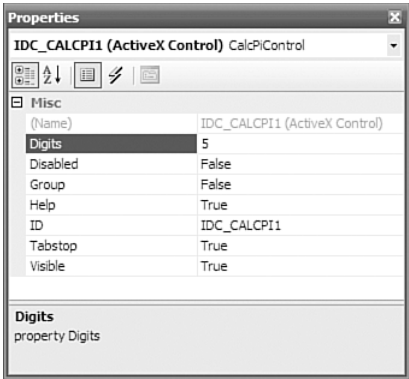 Properties
IDC_CALCPI1 (ActiveX Control) CalcPiControl
Misc
(Name) IDC_CALCPI1 (ActiveX Control)
Digits 5
Disabled False
Group False
Help True
ID IDC_CALCPI1
Tabstop True
Visible True
Digits
property Digits